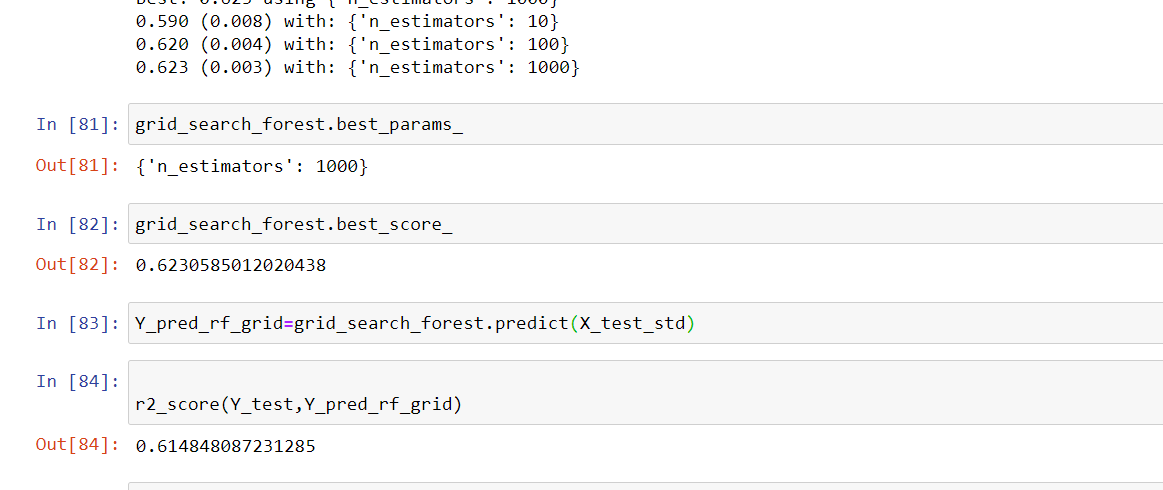 0.590 (0.008) with: {'n_estimators': 10}
0.620 (0.004) with: {'n_estimators': 100}
0.623 (0.003) with: {'n_estimators': 1000}
In [81]: grid_search_forest.best_params_
Out[81]: {'n_estimators': 1000}
In [82]: grid_search_forest.best_score_
Out[82]: 0.6230585012020438
In [83]: Y_pred_rf_grid=grid_search_forest.predict(X_test_std)
In [84]:
r2_score(Y_test,Y_pred_rf_grid)
Out[84]: 0.614848087231285